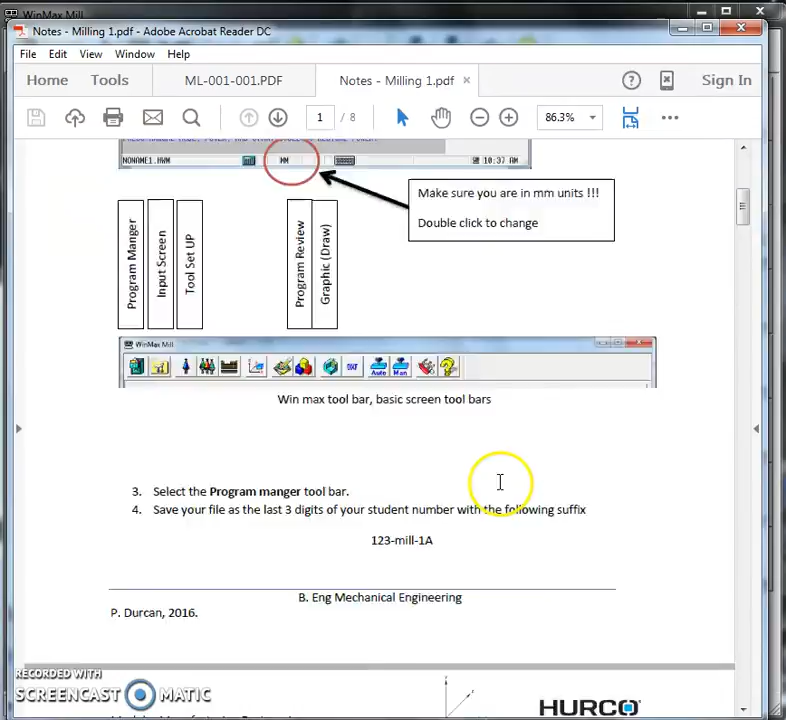 WinMax Mill
Notes - Milling 1.pdf - Adobe Acrobat Reader DC
File Edit View Window Help
Home Tools ML-001-001.PDF Notes - Milling 1.pdf × Sign In
1 / 8 86.3%
NONAME1.HWM MM 10:37 AM
Make sure you are in mm units !!!
Double click to change
Program Manger
Input Screen
Tool Set UP
Program Review
Graphic (Draw)
WinMax Mill
DXF Auto Man
Win max tool bar, basic screen tool bars
3. Select the Program manger tool bar.
4. Save your file as the last 3 digits of your student number with the following suffix
123-mill-1A
B. Eng Mechanical Engineering
P. Durcan, 2016.
RECORDED WITH
SCREENCAST MATIC
HURCO